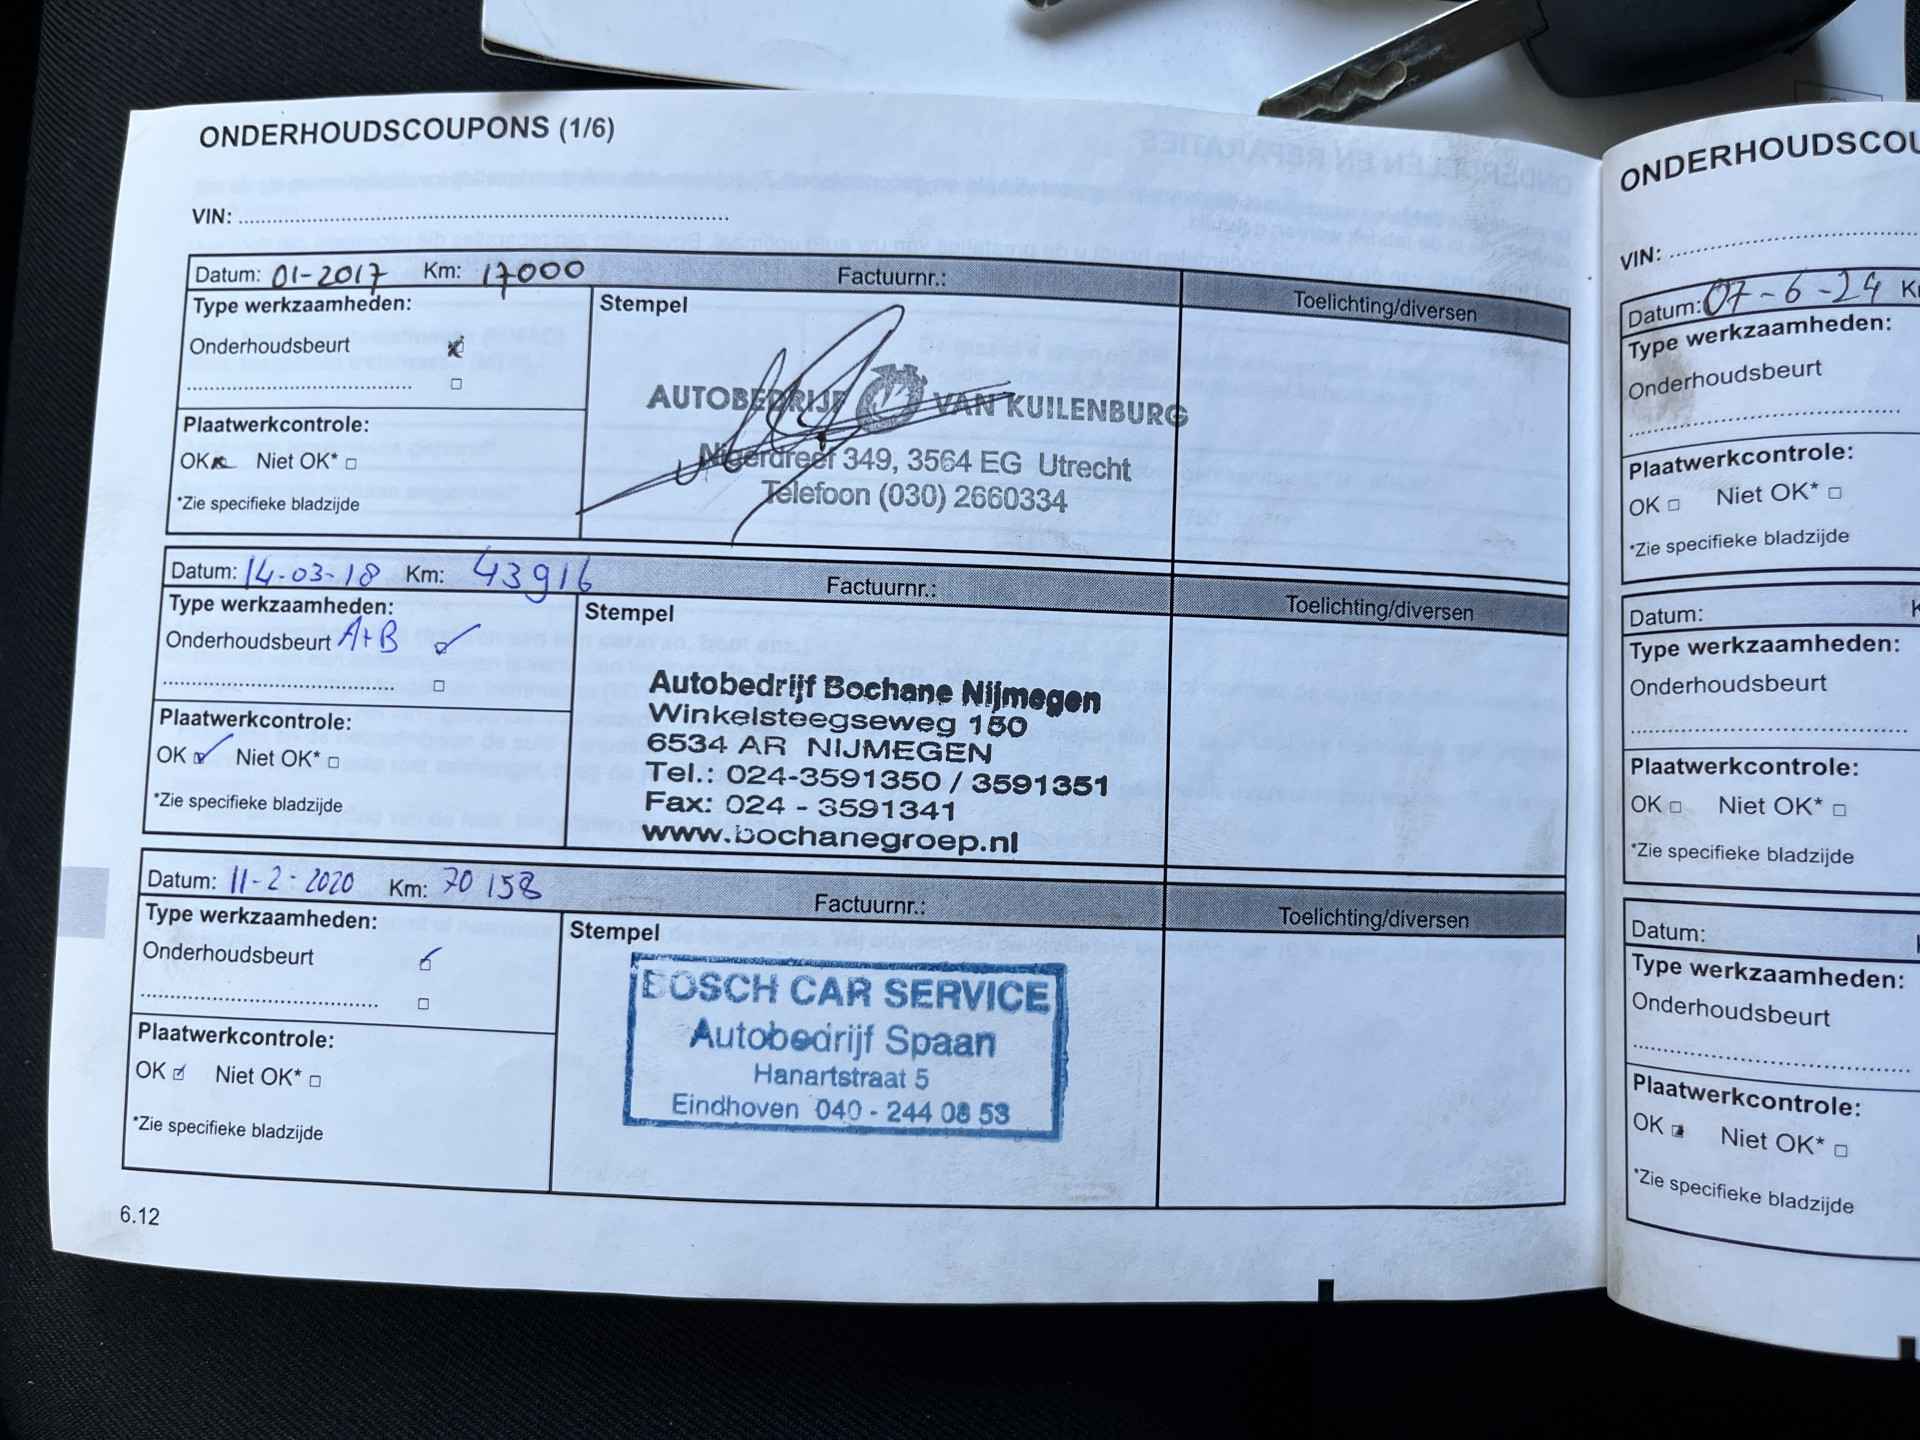 ONDERHOUDSCOUPONS (1/6)
VIN:
Datum: 01-2017 Km: 17000 Factuurnr.: Toelichting/diversen
Type werkzaamheden: Stempel
Onderhoudsbeurt
AUTOBEDRIJF VAN KUILENBURG
Plaatwerkcontrole:
OK Niet OK*
Nigerdreef 349, 3564 EG Utrecht
Telefoon (030) 2660334
*Zie specifieke bladzijde
Datum: 14-03-18 Km: 43916 Factuurnr.: Toelichting/diversen
Type werkzaamheden: Stempel
Onderhoudsbeurt A+B
Autobedrijf Bochane Nijmegen
Winkelsteegseweg 150
6534 AR NIJMEGEN
Tel.: 024-3591350 / 3591351
Fax: 024 - 3591341
www.bochanegroep.nl
Plaatwerkcontrole:
OK Niet OK*
*Zie specifieke bladzijde
Datum: 11-2-2020 Km: 70158 Factuurnr.: Toelichting/diversen
Type werkzaamheden: Stempel
Onderhoudsbeurt
BOSCH CAR SERVICE
Autobedrijf Spaan
Hanartstraat 5
Eindhoven 040 - 244 08 53
Plaatwerkcontrole:
OK Niet OK*
*Zie specifieke bladzijde
6.12
ONDERHOUDSCOU
VIN:
Datum: 07-6-24 K
Type werkzaamheden:
Onderhoudsbeurt
Plaatwerkcontrole:
OK Niet OK*
*Zie specifieke bladzijde
Datum: K
Type werkzaamheden:
Onderhoudsbeurt
Plaatwerkcontrole:
OK Niet OK*
*Zie specifieke bladzijde
Datum:
Type werkzaamheden:
Onderhoudsbeurt
Plaatwerkcontrole:
OK Niet OK*
*Zie specifieke bladzijde